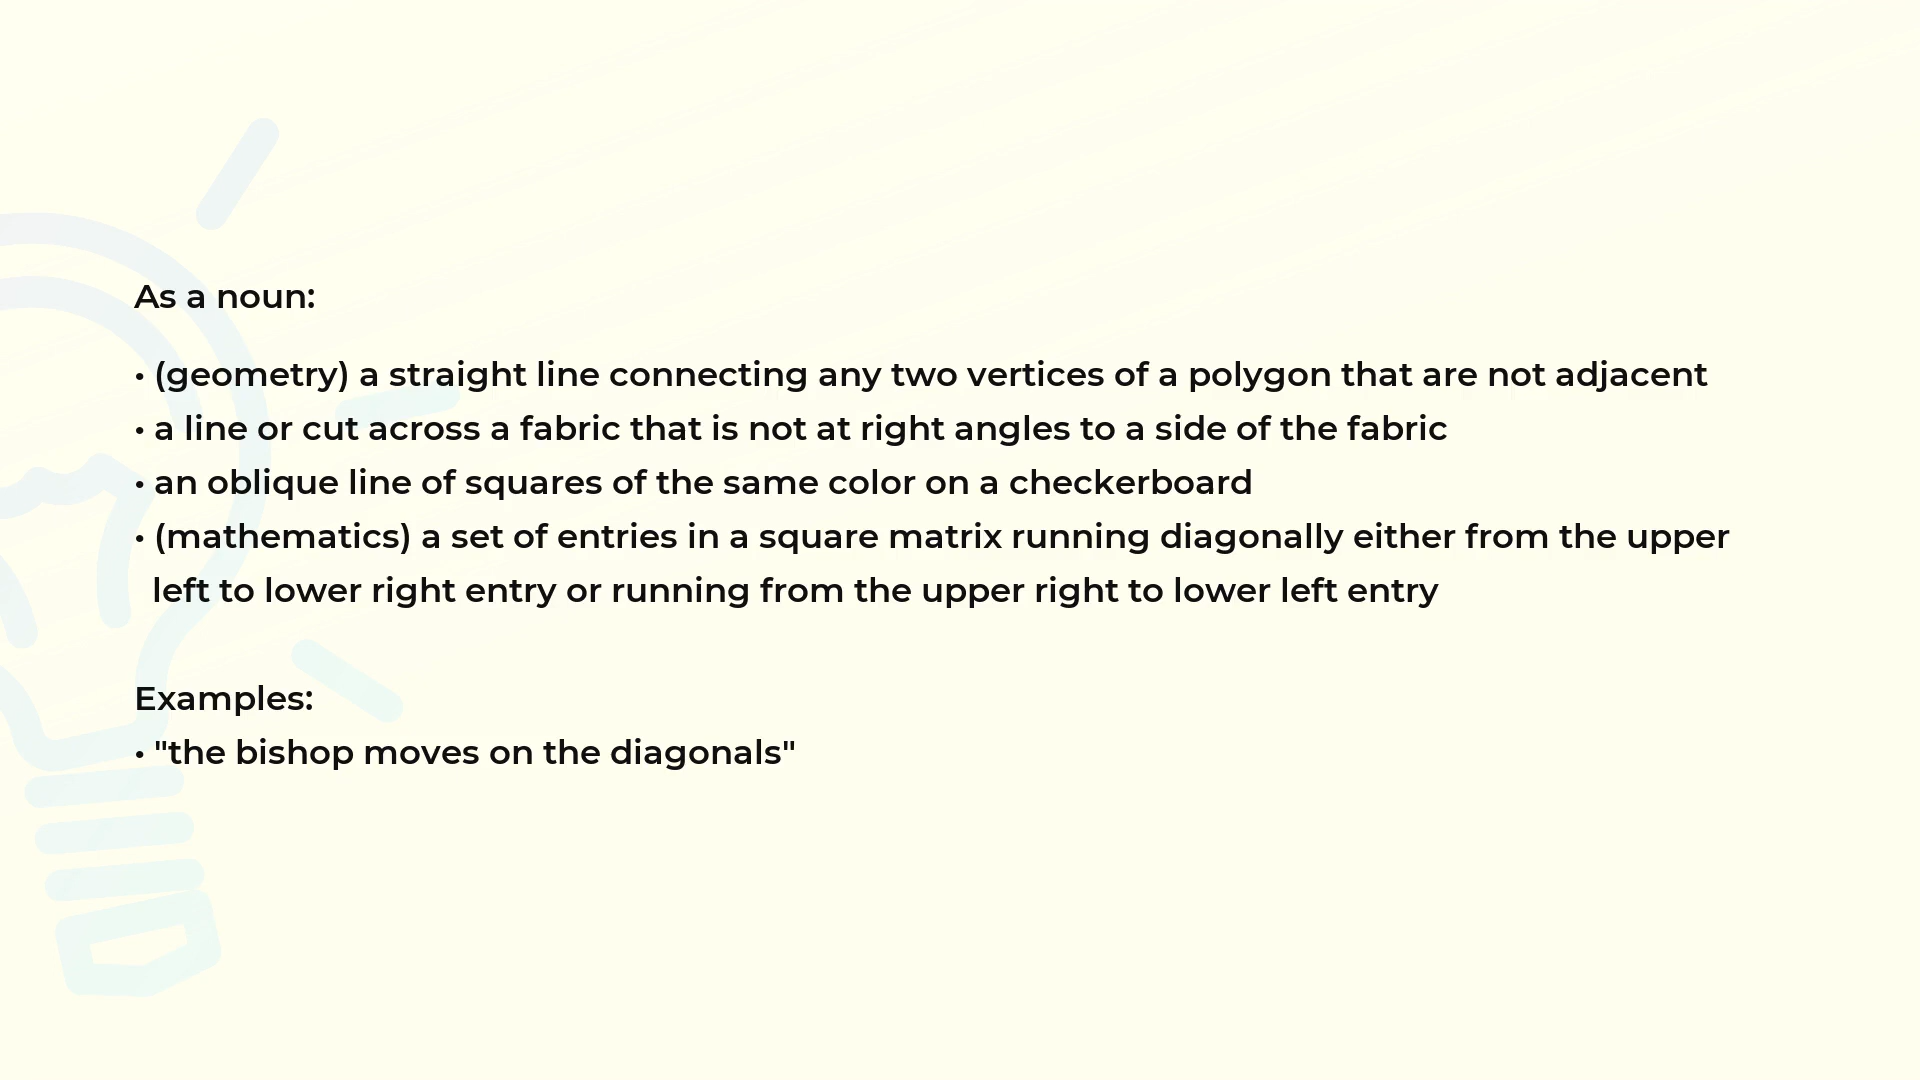 As a noun:
• (geometry) a straight line connecting any two vertices of a polygon that are not adjacent
• a line or cut across a fabric that is not at right angles to a side of the fabric
• an oblique line of squares of the same color on a checkerboard
• (mathematics) a set of entries in a square matrix running diagonally either from the upper
left to lower right entry or running from the upper right to lower left entry
Examples:
• "the bishop moves on the diagonals"